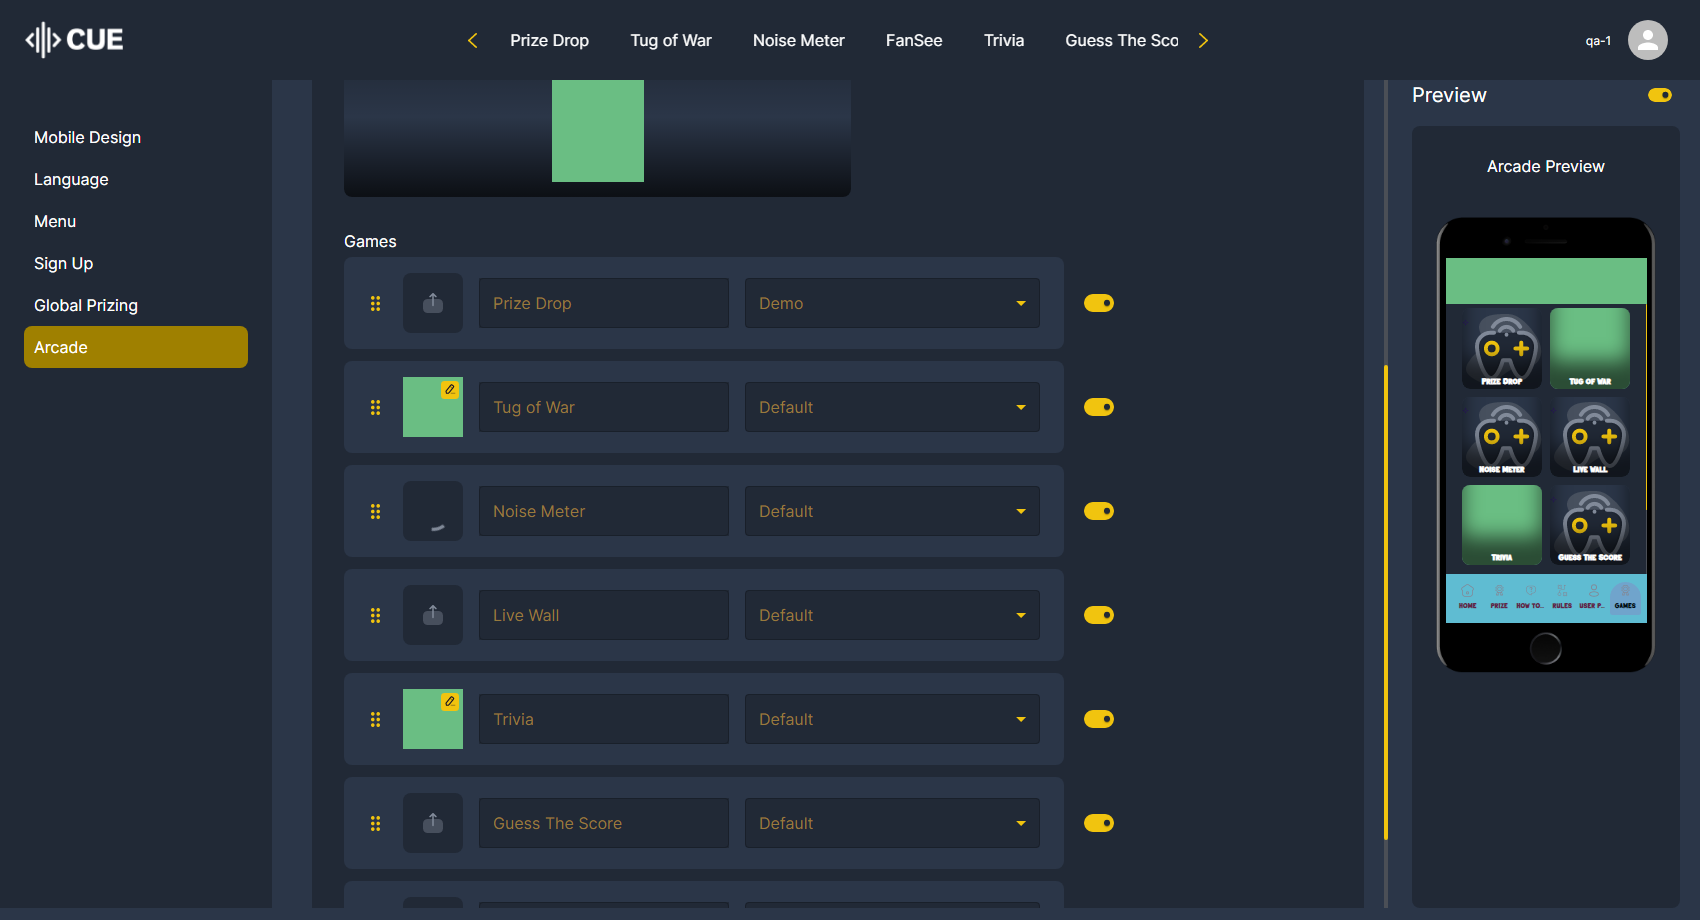 CUE
Prize Drop
Tug of War
Noise Meter
FanSee
Trivia
Guess The Sco
qa-1
Mobile Design
Language
Menu
Sign Up
Global Prizing
Arcade
Games
Prize Drop
Demo
Tug of War
Default
Noise Meter
Default
Live Wall
Default
Trivia
Default
Guess The Score
Default
Preview
Arcade Preview
Prize Drop
Tug of War
Noise Meter
Live Wall
Trivia
Guess The Score
HOME
PRIZE
HOW TO..
RULES
USER P..
GAMES